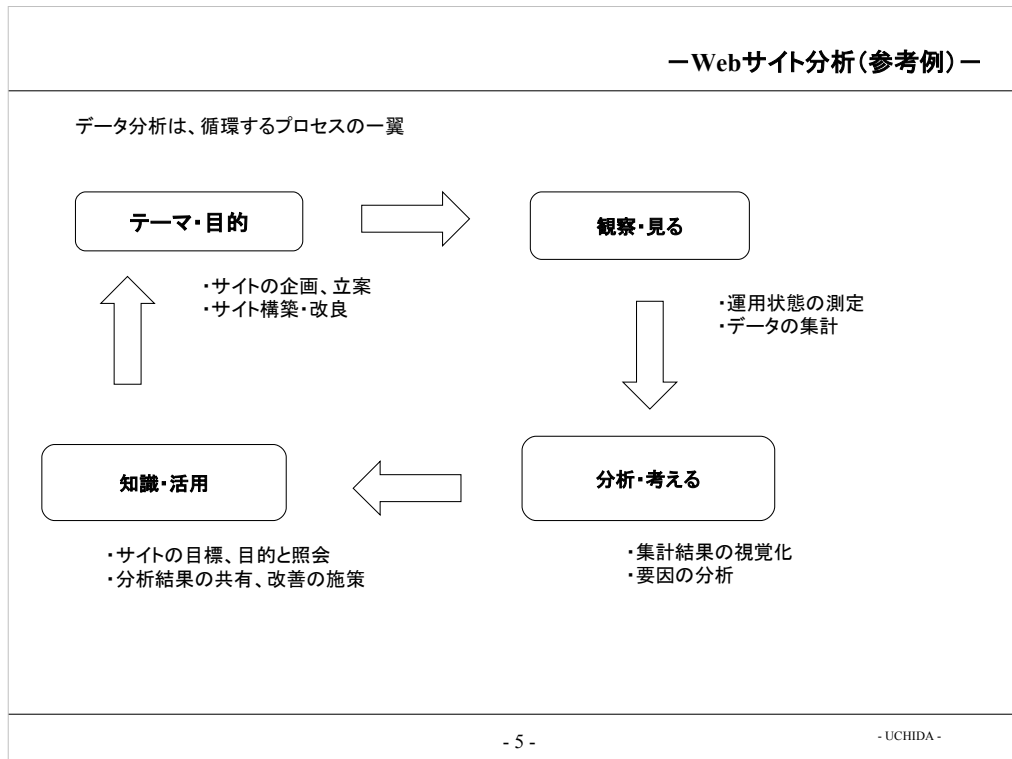 －Webサイト分析(参考例)－
データ分析は、循環するプロセスの一翼
テーマ・目的
・サイトの企画、立案
・サイト構築・改良
観察・見る
・運用状態の測定
・データの集計
分析・考える
・集計結果の視覚化
・要因の分析
知識・活用
・サイトの目標、目的と照会
・分析結果の共有、改善の施策
- 5 -
- UCHIDA -